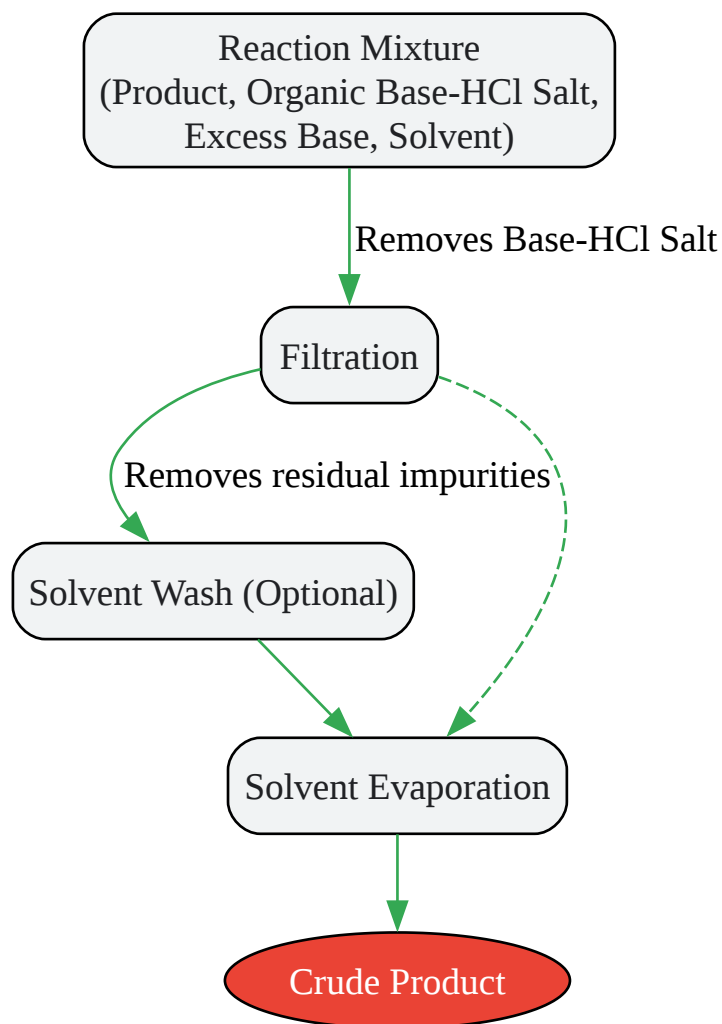 Reaction Mixture
(Product, Organic Base-HCl Salt,
Excess Base, Solvent)
Removes Base-HCl Salt
Filtration
Removes residual impurities
Solvent Wash (Optional)
Solvent Evaporation
Crude Product